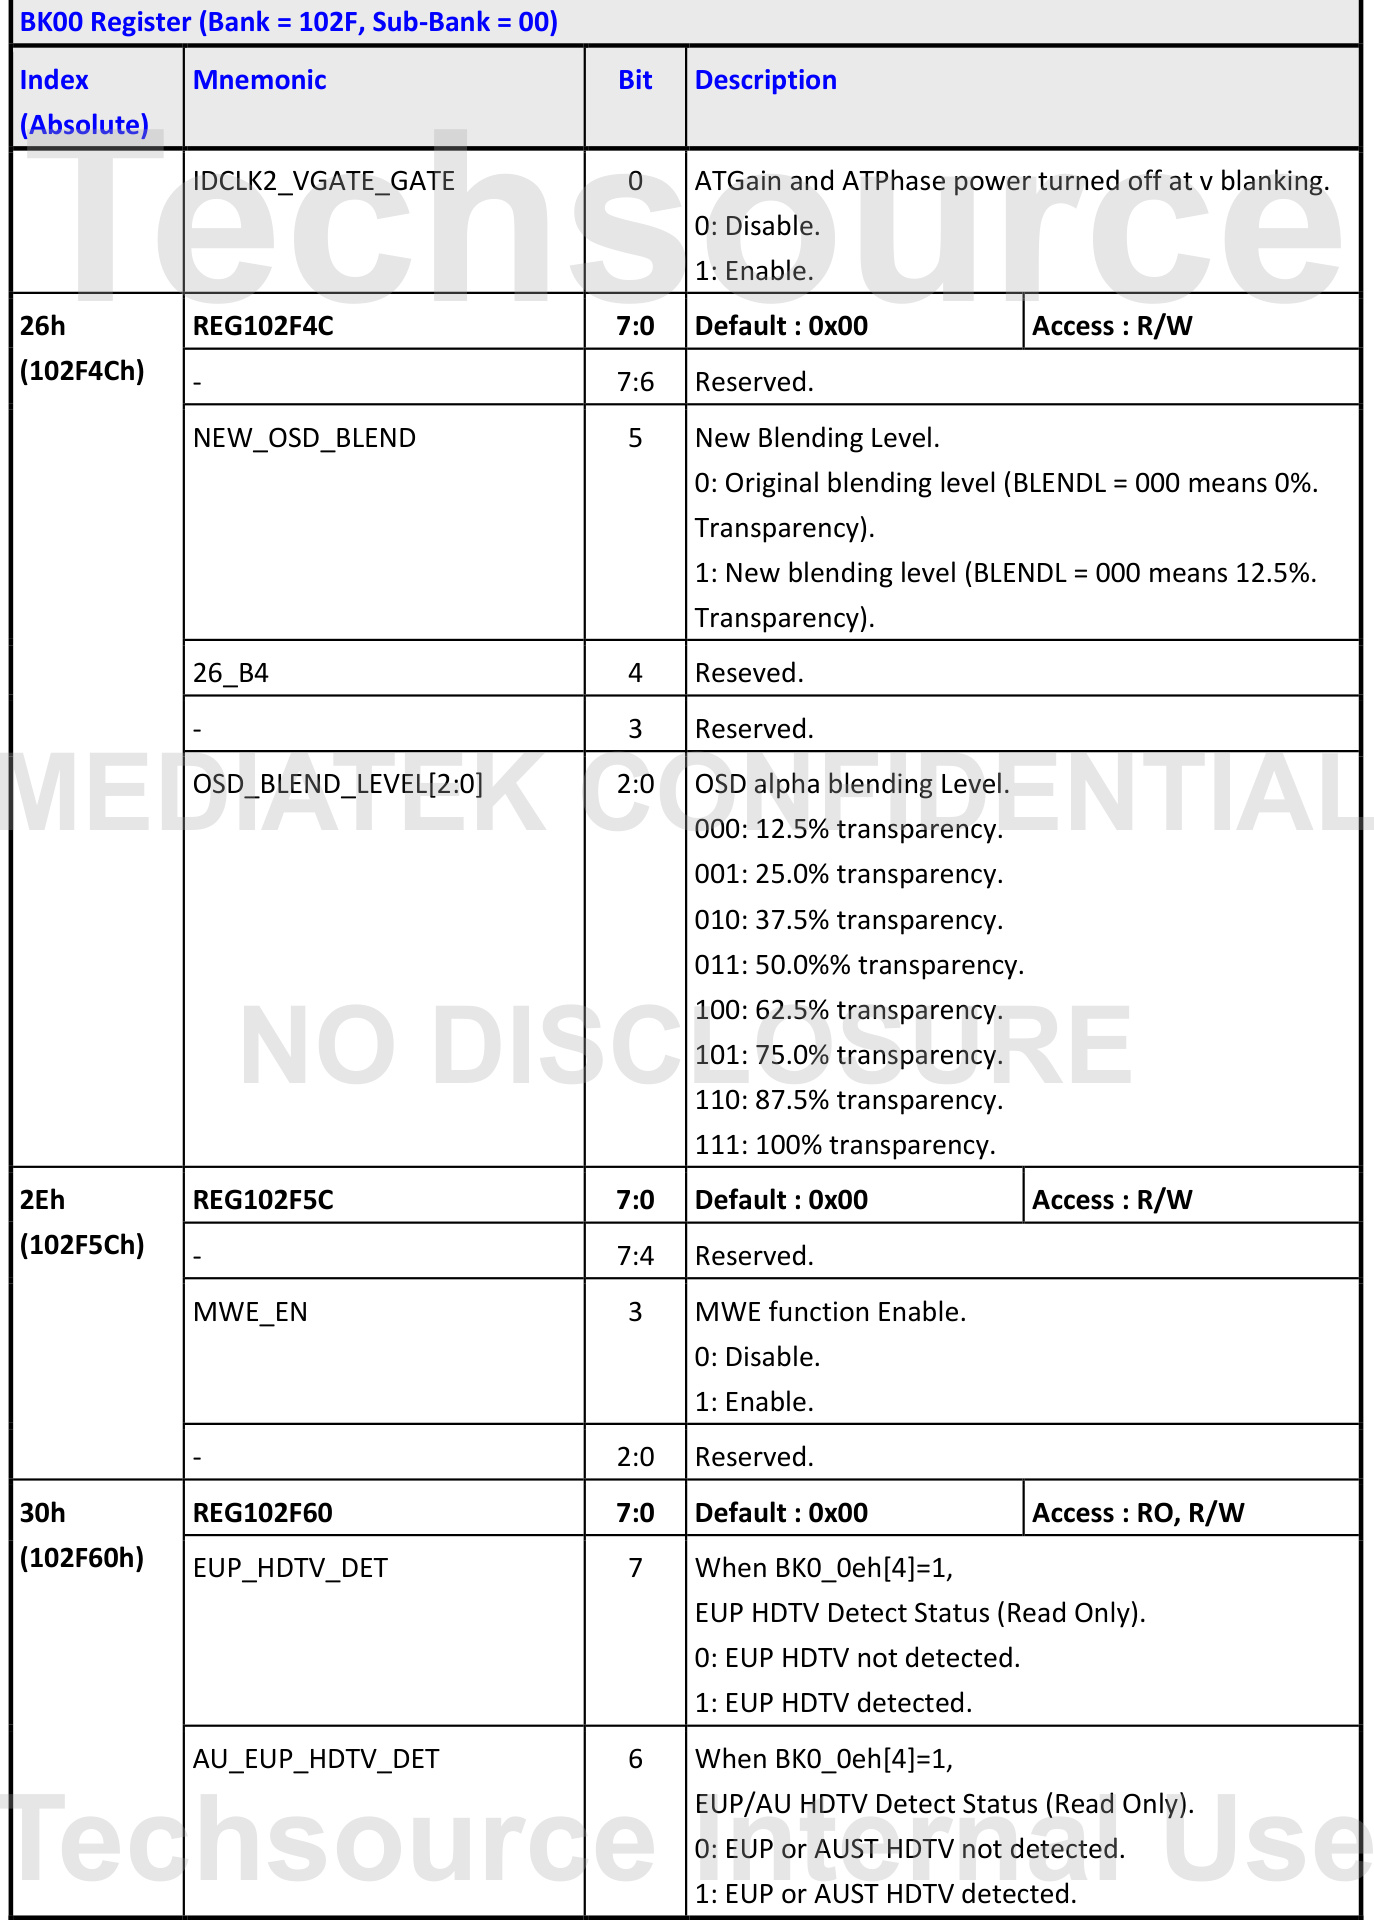 BK00 Register (Bank = 102F, Sub-Bank = 00)
Index (Absolute) Mnemonic Bit Description
IDCLK2_VGATE_GATE 0 ATGain and ATPhase power turned off at v blanking.
0: Disable.
1: Enable.
26h (102F4Ch) REG102F4C 7:0 Default : 0x00 Access : R/W
- 7:6 Reserved.
NEW_OSD_BLEND 5 New Blending Level.
0: Original blending level (BLENDL = 000 means 0%.
Transparency).
1: New blending level (BLENDL = 000 means 12.5%.
Transparency).
26_B4 4 Reseved.
- 3 Reserved.
OSD_BLEND_LEVEL[2:0] 2:0 OSD alpha blending Level.
000: 12.5% transparency.
001: 25.0% transparency.
010: 37.5% transparency.
011: 50.0%% transparency.
100: 62.5% transparency.
101: 75.0% transparency.
110: 87.5% transparency.
111: 100% transparency.
2Eh (102F5Ch) REG102F5C 7:0 Default : 0x00 Access : R/W
- 7:4 Reserved.
MWE_EN 3 MWE function Enable.
0: Disable.
1: Enable.
- 2:0 Reserved.
30h (102F60h) REG102F60 7:0 Default : 0x00 Access : RO, R/W
EUP_HDTV_DET 7 When BK0_0eh[4]=1,
EUP HDTV Detect Status (Read Only).
0: EUP HDTV not detected.
1: EUP HDTV detected.
AU_EUP_HDTV_DET 6 When BK0_0eh[4]=1,
EUP/AU HDTV Detect Status (Read Only).
0: EUP or AUST HDTV not detected.
1: EUP or AUST HDTV detected.
Techsource
MEDIATEK CONFIDENTIAL
NO DISCLOSURE
Techsource Internal Use